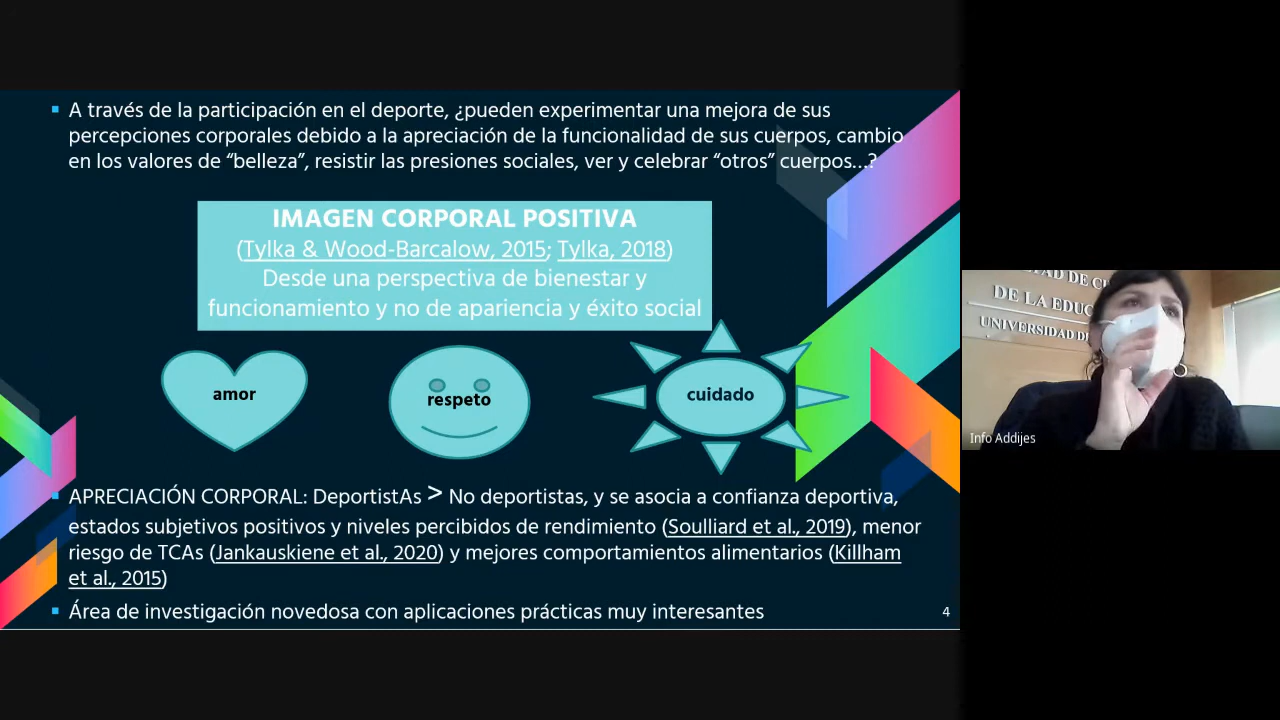 A través de la participación en el deporte, ¿pueden experimentar una mejora de sus
percepciones corporales debido a la apreciación de la funcionalidad de sus cuerpos, cambio
en los valores de “belleza”, resistir las presiones sociales, ver y celebrar “otros” cuerpos…?
IMAGEN CORPORAL POSITIVA
(Tylka & Wood-Barcalow, 2015; Tylka, 2018)
Desde una perspectiva de bienestar y
funcionamiento y no de apariencia y éxito social
amor
respeto
cuidado
APRECIACIÓN CORPORAL: DeportistAs > No deportistas, y se asocia a confianza deportiva,
estados subjetivos positivos y niveles percibidos de rendimiento (Soulliard et al., 2019), menor
riesgo de TCAs (Jankauskiene et al., 2020) y mejores comportamientos alimentarios (Killham
et al., 2015)
Área de investigación novedosa con aplicaciones prácticas muy interesantes
4
DE
DE LA
UNIVERSIDAD
Info Addijes